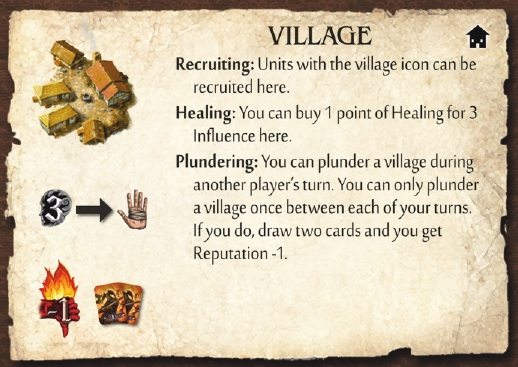 VILLAGE
Recruiting: Units with the village icon can be
recruited here.
Healing: You can buy 1 point of Healing for 3
Influence here.
Plundering: You can plunder a village during
another player's turn. You can only plunder
a village once between each of your turns.
If you do, draw two cards and you get
Reputation -1.
3
-1